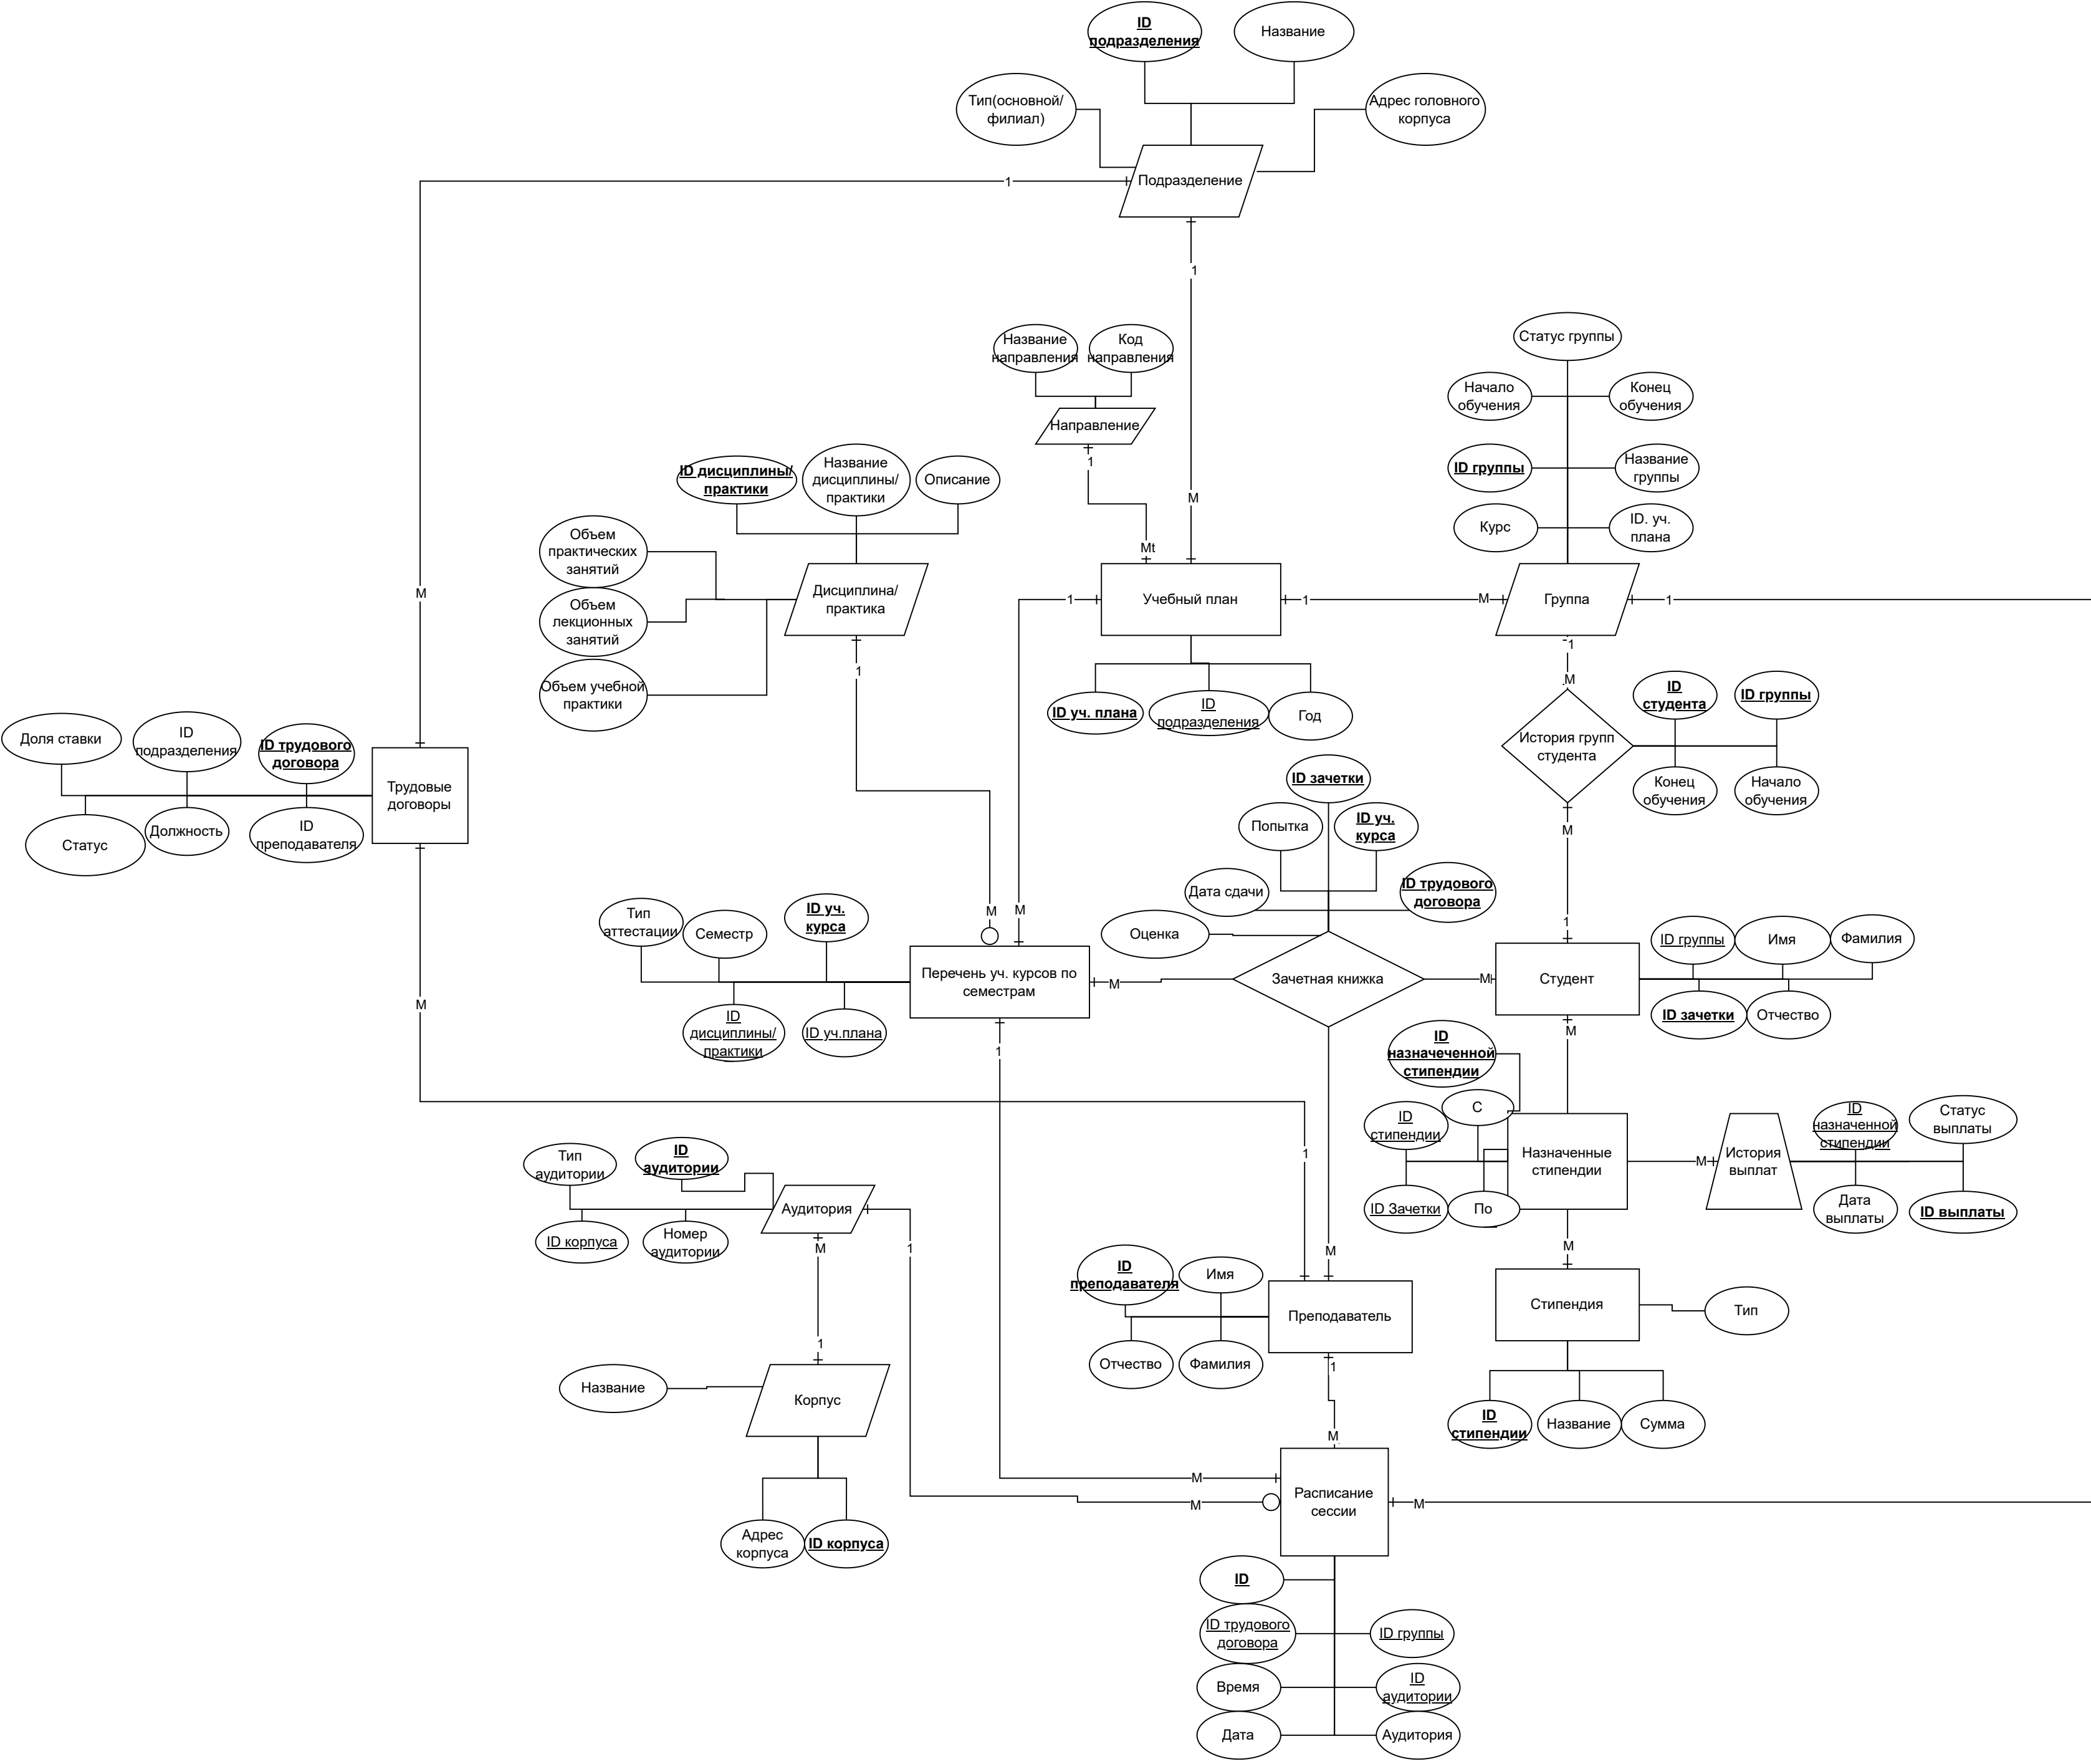 ID
подразделения
Название
Тип(основной/
филиал)
Адрес головного
корпуса
Подразделение
1
1
Название
направления
Код
направления
Направление
1
M
Mt
Статус группы
Начало
обучения
Конец
обучения
ID группы
Название
группы
Курс
ID. уч.
плана
ID дисциплины/
практики
Название
дисциплины/
практики
Описание
Объем
практических
занятий
Объем
лекционных
занятий
Объем учебной
практики
Дисциплина/
практика
1
M
1
Учебный план
1
M
Группа
1
1
M
ID уч. плана
ID
подразделения
Год
История групп
студента
ID
студента
ID группы
Конец
обучения
Начало
обучения
M
1
Доля ставки
ID
подразделения
ID трудового
договора
Трудовые
договоры
Статус
Должность
ID
преподавателя
M
ID зачетки
Попытка
ID уч.
курса
Дата сдачи
ID трудового
договора
Оценка
Зачетная книжка
M
M
Тип
аттестации
Семестр
ID уч.
курса
M
M
Перечень уч. курсов по
семестрам
ID
дисциплины/
практики
ID уч.плана
1
Студент
ID группы
Имя
Фамилия
ID зачетки
Отчество
M
ID
назначеченной
стипендии
С
ID
стипендии
ID Зачетки
По
Назначенные
стипендии
M
История
выплат
ID
назначенной
стипендии
Статус
выплаты
Дата
выплаты
ID выплаты
M
Тип
аудитории
ID
аудитории
Аудитория
ID корпуса
Номер
аудитории
M
1
1
1
M
ID
преподавателя
Имя
Преподаватель
Отчество
Фамилия
1
M
Стипендия
Тип
ID
стипендии
Название
Сумма
Название
Корпус
Адрес
корпуса
ID корпуса
M
M
Расписание
сессии
M
ID
ID трудового
договора
ID группы
Время
ID
аудитории
Дата
Аудитория